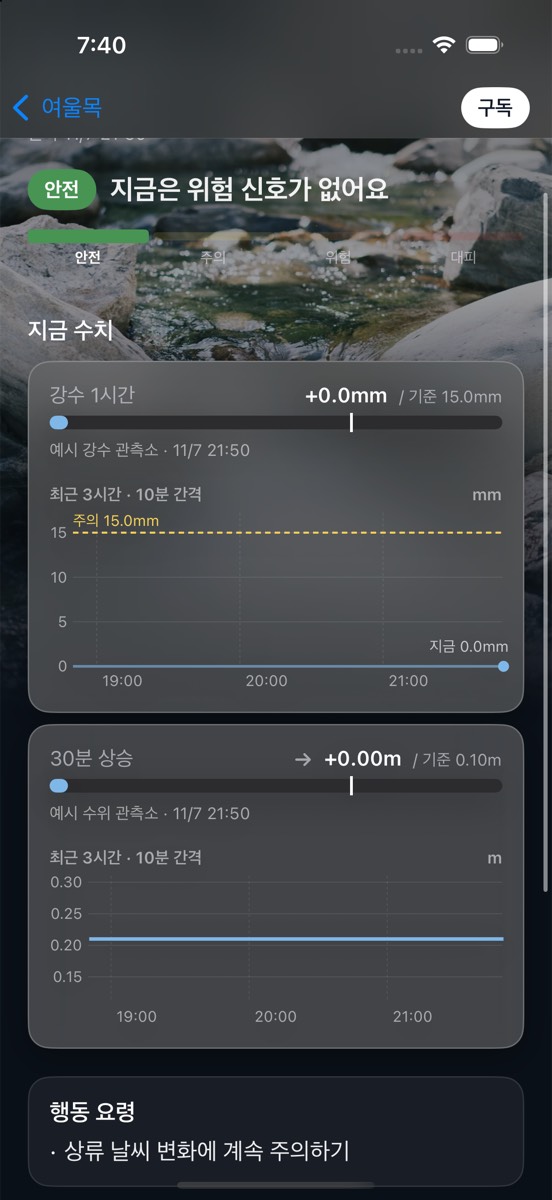 7:40
여울목
구독
안전
지금은 위험 신호가 없어요
안전
주의
위험
대피
지금 수치
강수 1시간
+0.0mm / 기준 15.0mm
예시 강수 관측소 · 11/7 21:50
최근 3시간 · 10분 간격
mm
주의 15.0mm
15
10
5
지금 0.0mm
0
19:00
20:00
21:00
30분 상승
→ +0.00m / 기준 0.10m
예시 수위 관측소 · 11/7 21:50
최근 3시간 · 10분 간격
m
0.30
0.25
0.20
0.15
19:00
20:00
21:00
행동 요령
· 상류 날씨 변화에 계속 주의하기